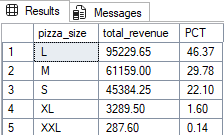 Results Messages
pizza_size total_revenue PCT
1 L 95229.65 46.37
2 M 61159.00 29.78
3 S 45384.25 22.10
4 XL 3289.50 1.60
5 XXL 287.60 0.14